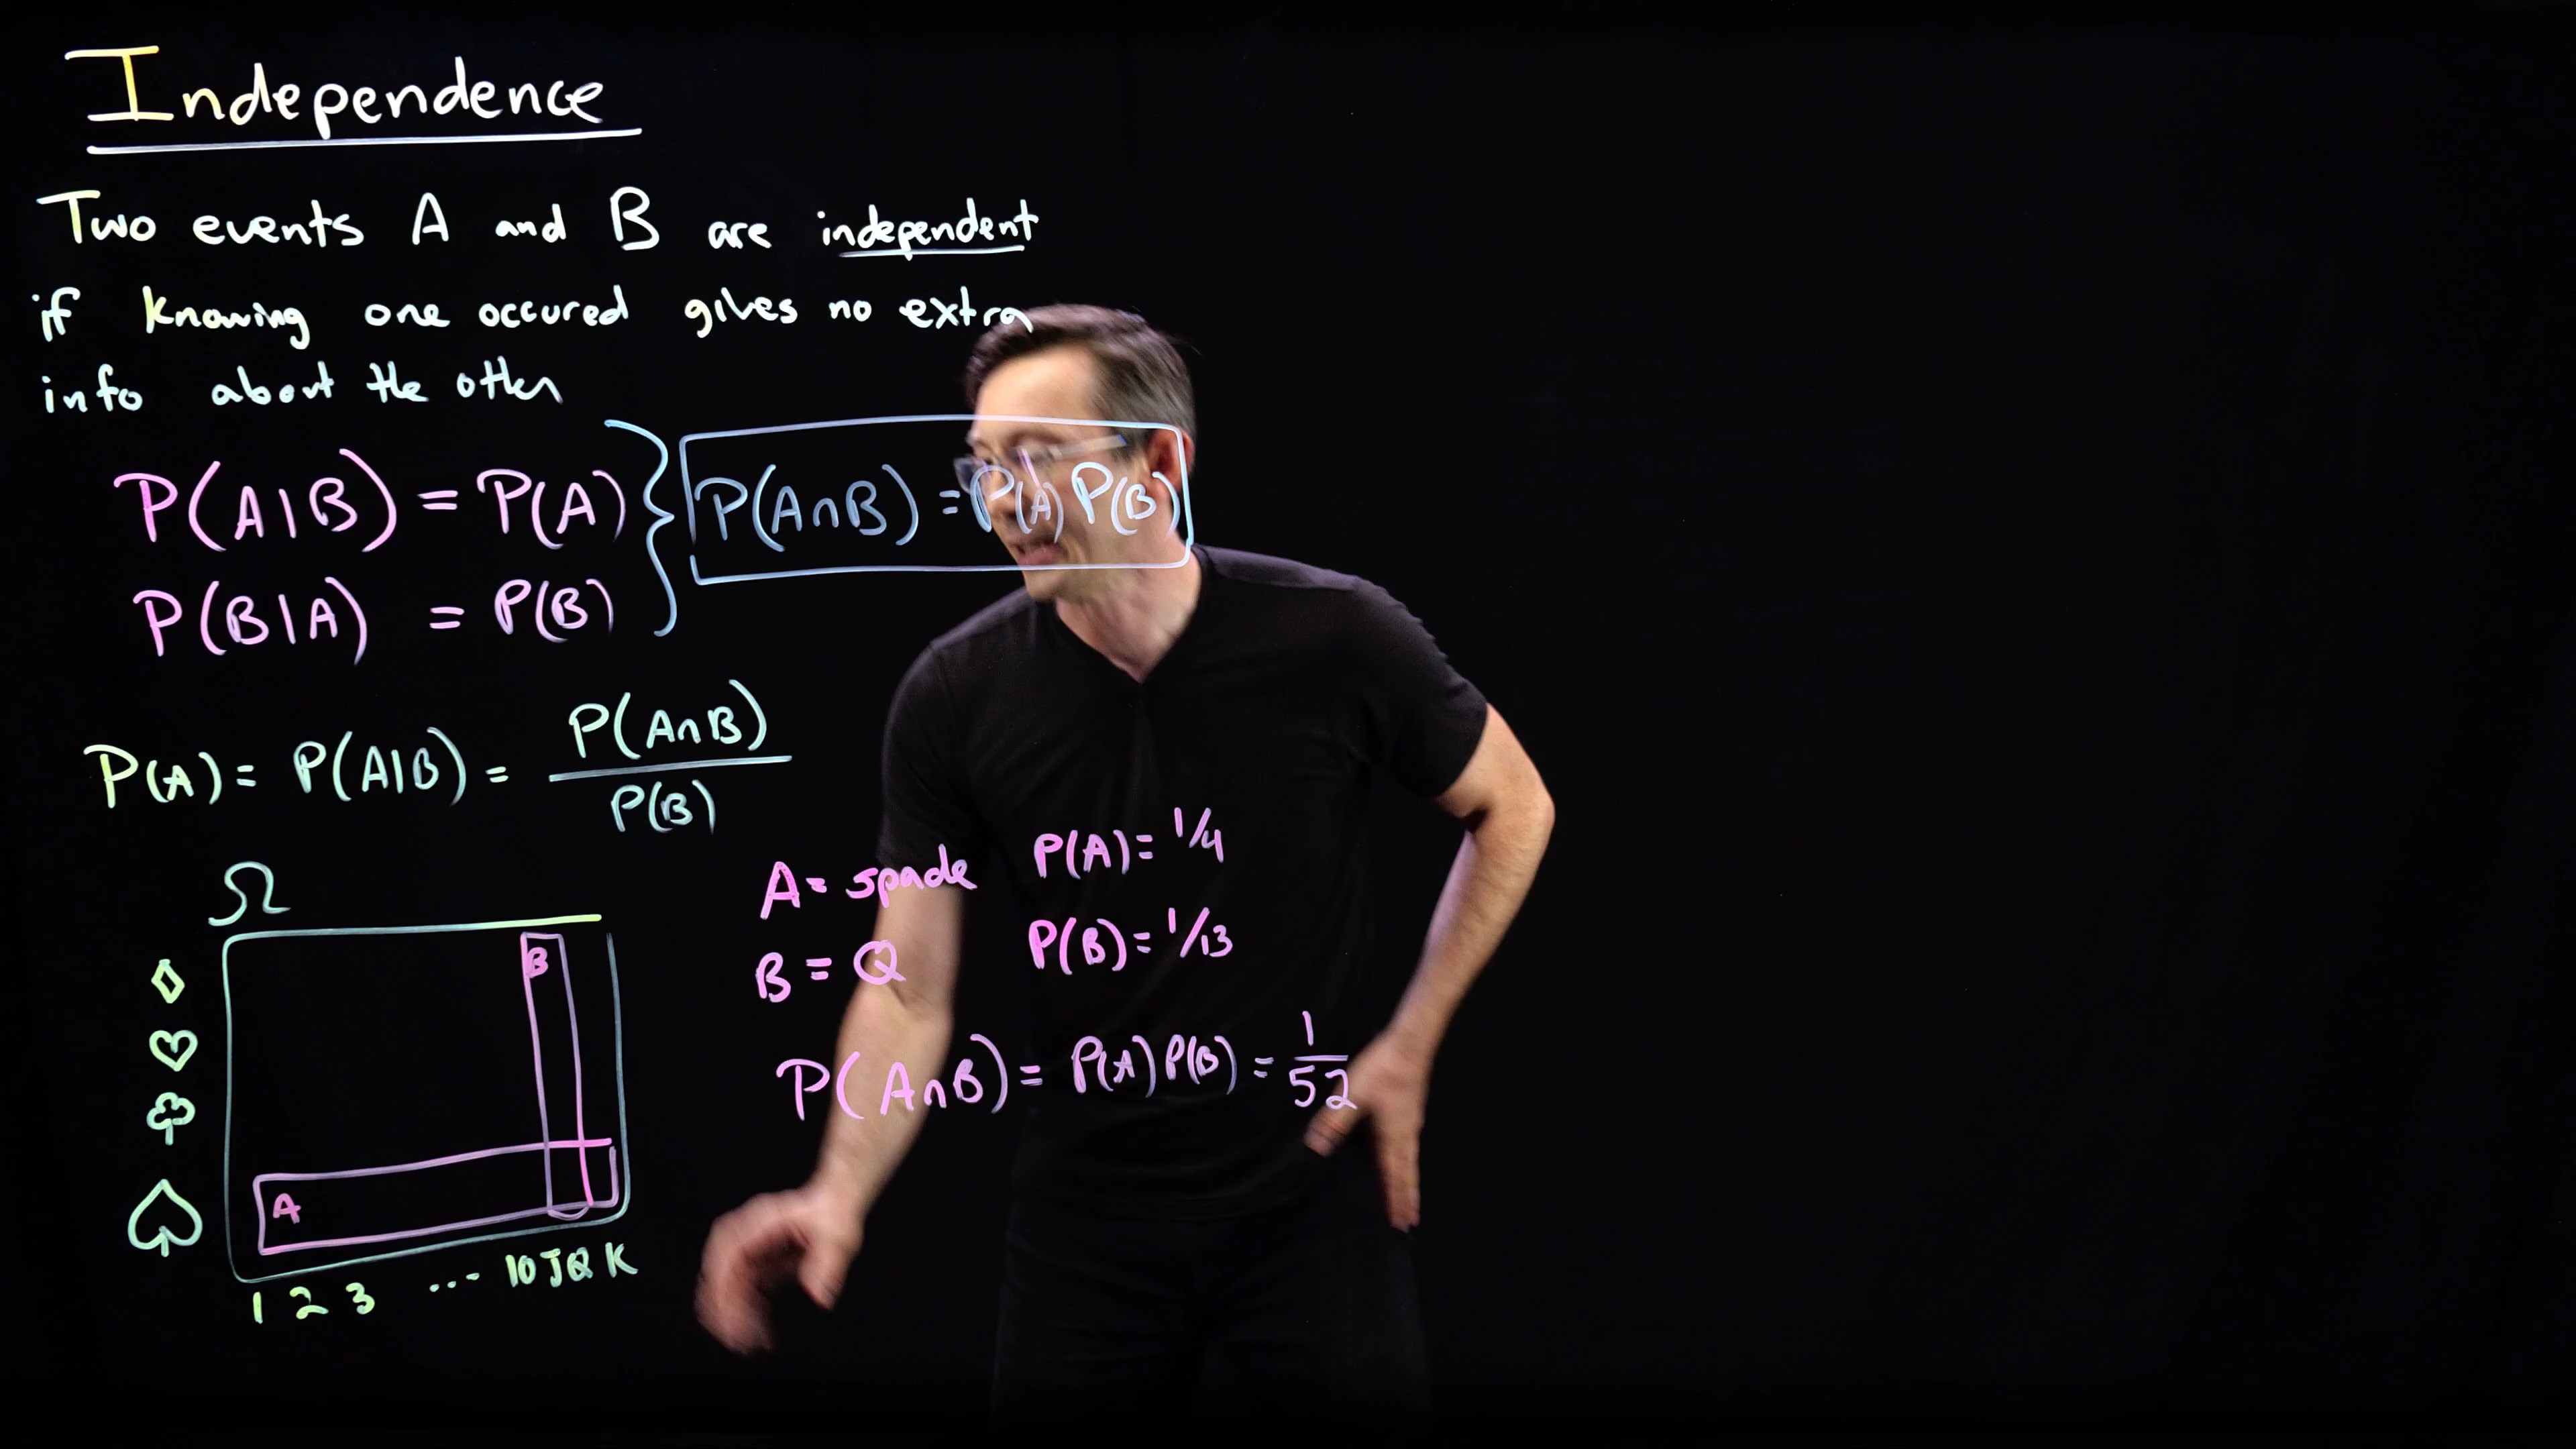 Independence
Two events A and B are independent
if knowing one occured gives no extra
info about the other
P(A|B) = P(A)
P(B|A) = P(B)
P(A∩B) = P(A) P(B)
P(A) = P(A|B) = P(A∩B) / P(B)
Ω
♢
♡
♧
♤
B
A
1 2 3 ... 10 J Q K
A = spade P(A) = 1/4
B = Q P(B) = 1/13
P(A∩B) = P(A) P(B) = 1/52